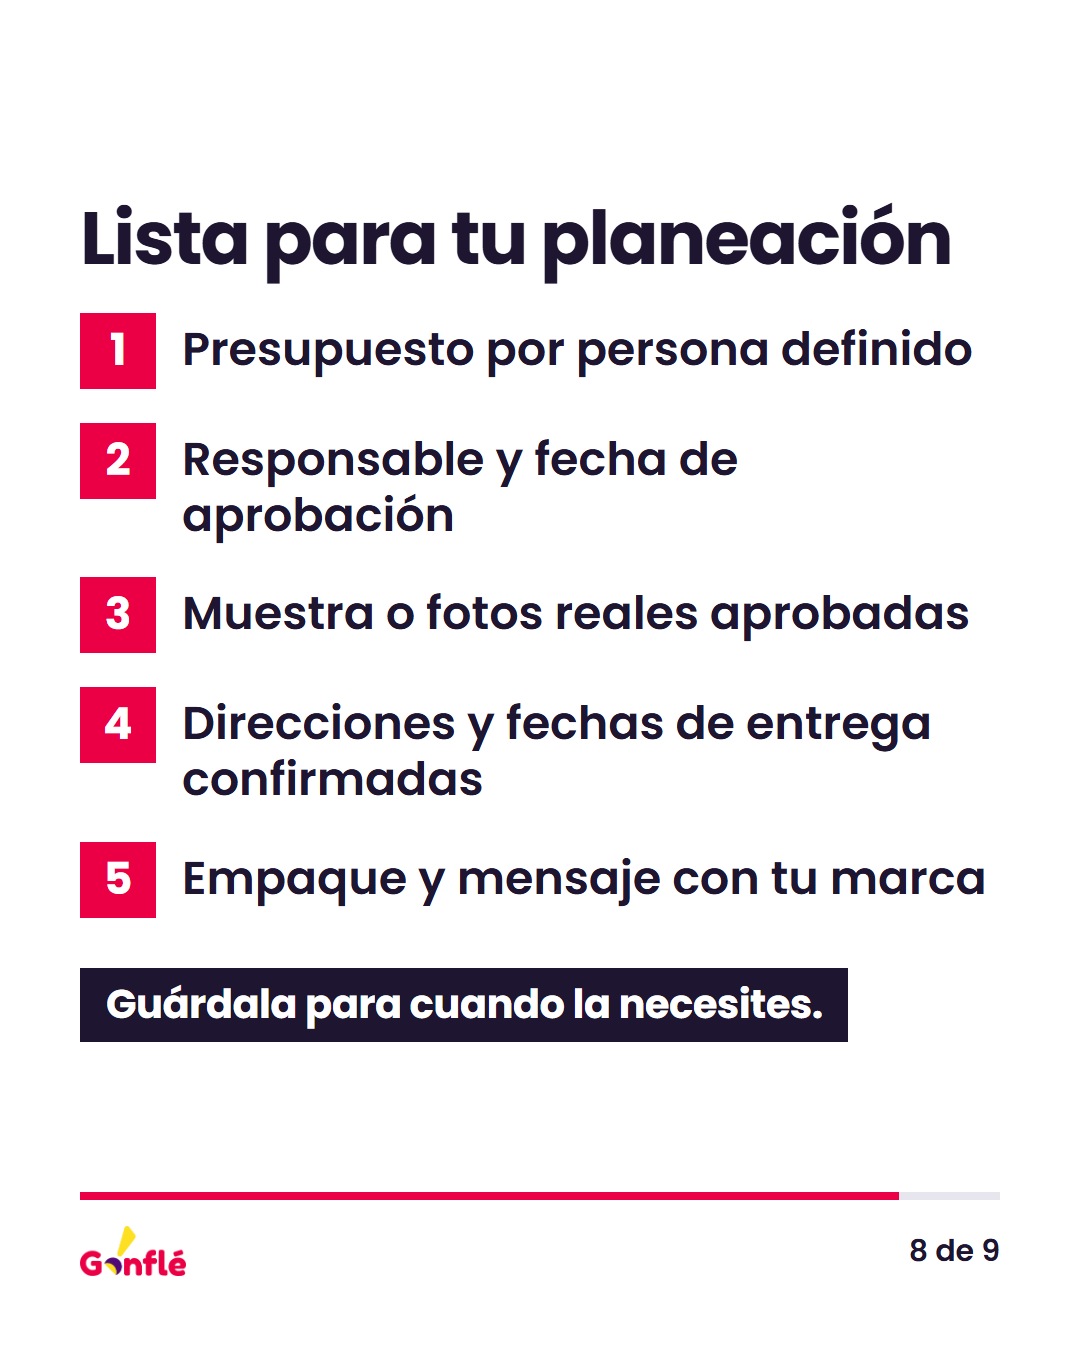 Lista para tu planeación
1 Presupuesto por persona definido
2 Responsable y fecha de
aprobación
3 Muestra o fotos reales aprobadas
4 Direcciones y fechas de entrega
confirmadas
5 Empaque y mensaje con tu marca
Guárdala para cuando la necesites.
Gonflé
8 de 9